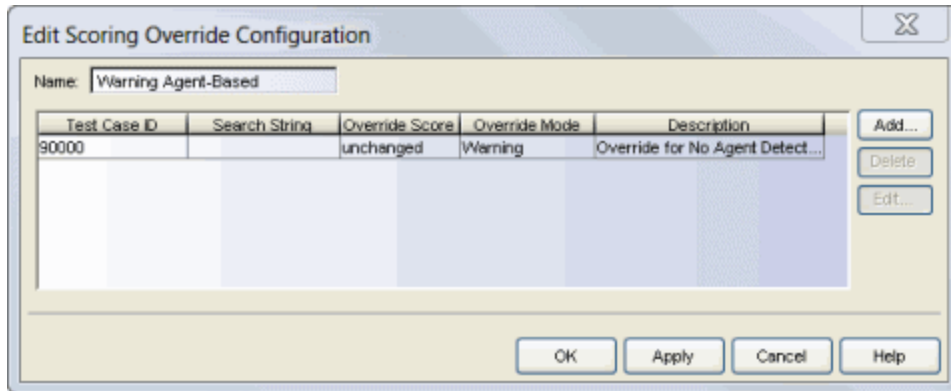 Edit Scoring Override Configuration
Name: Warning Agent-Based
Test Case ID Search String Override Score Override Mode Description
90000 unchanged Warning Override for No Agent Detect...
Add...
Delete
Edit...
OK Apply Cancel Help